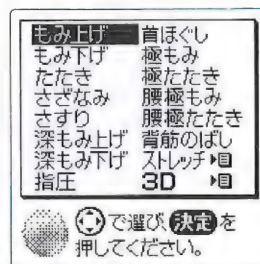 もみ上げ 首ほぐし
もみ下げ 極もみ
たたき 極たたき
さざなみ 腰極もみ
さすり 腰極たたき
深もみ上げ 背筋のばし
深もみ下げ ストレッチ
指圧 3D
で選び 決定 を
押してください。